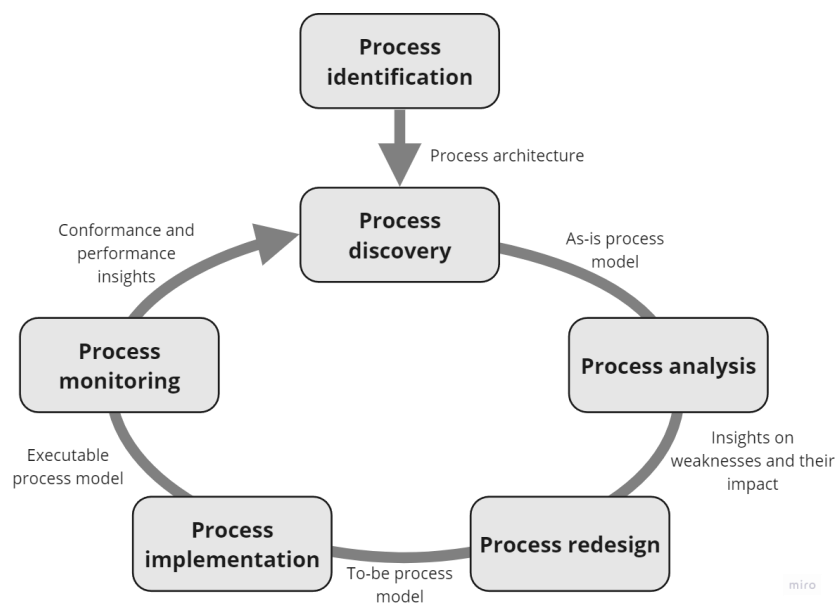 Process
identification
Process architecture
Process
discovery
As-is process
model
Process analysis
Insights on
weaknesses and their
impact
Process redesign
To-be process
model
Process
implementation
Executable
process model
Process
monitoring
Conformance and
performance
insights
miro